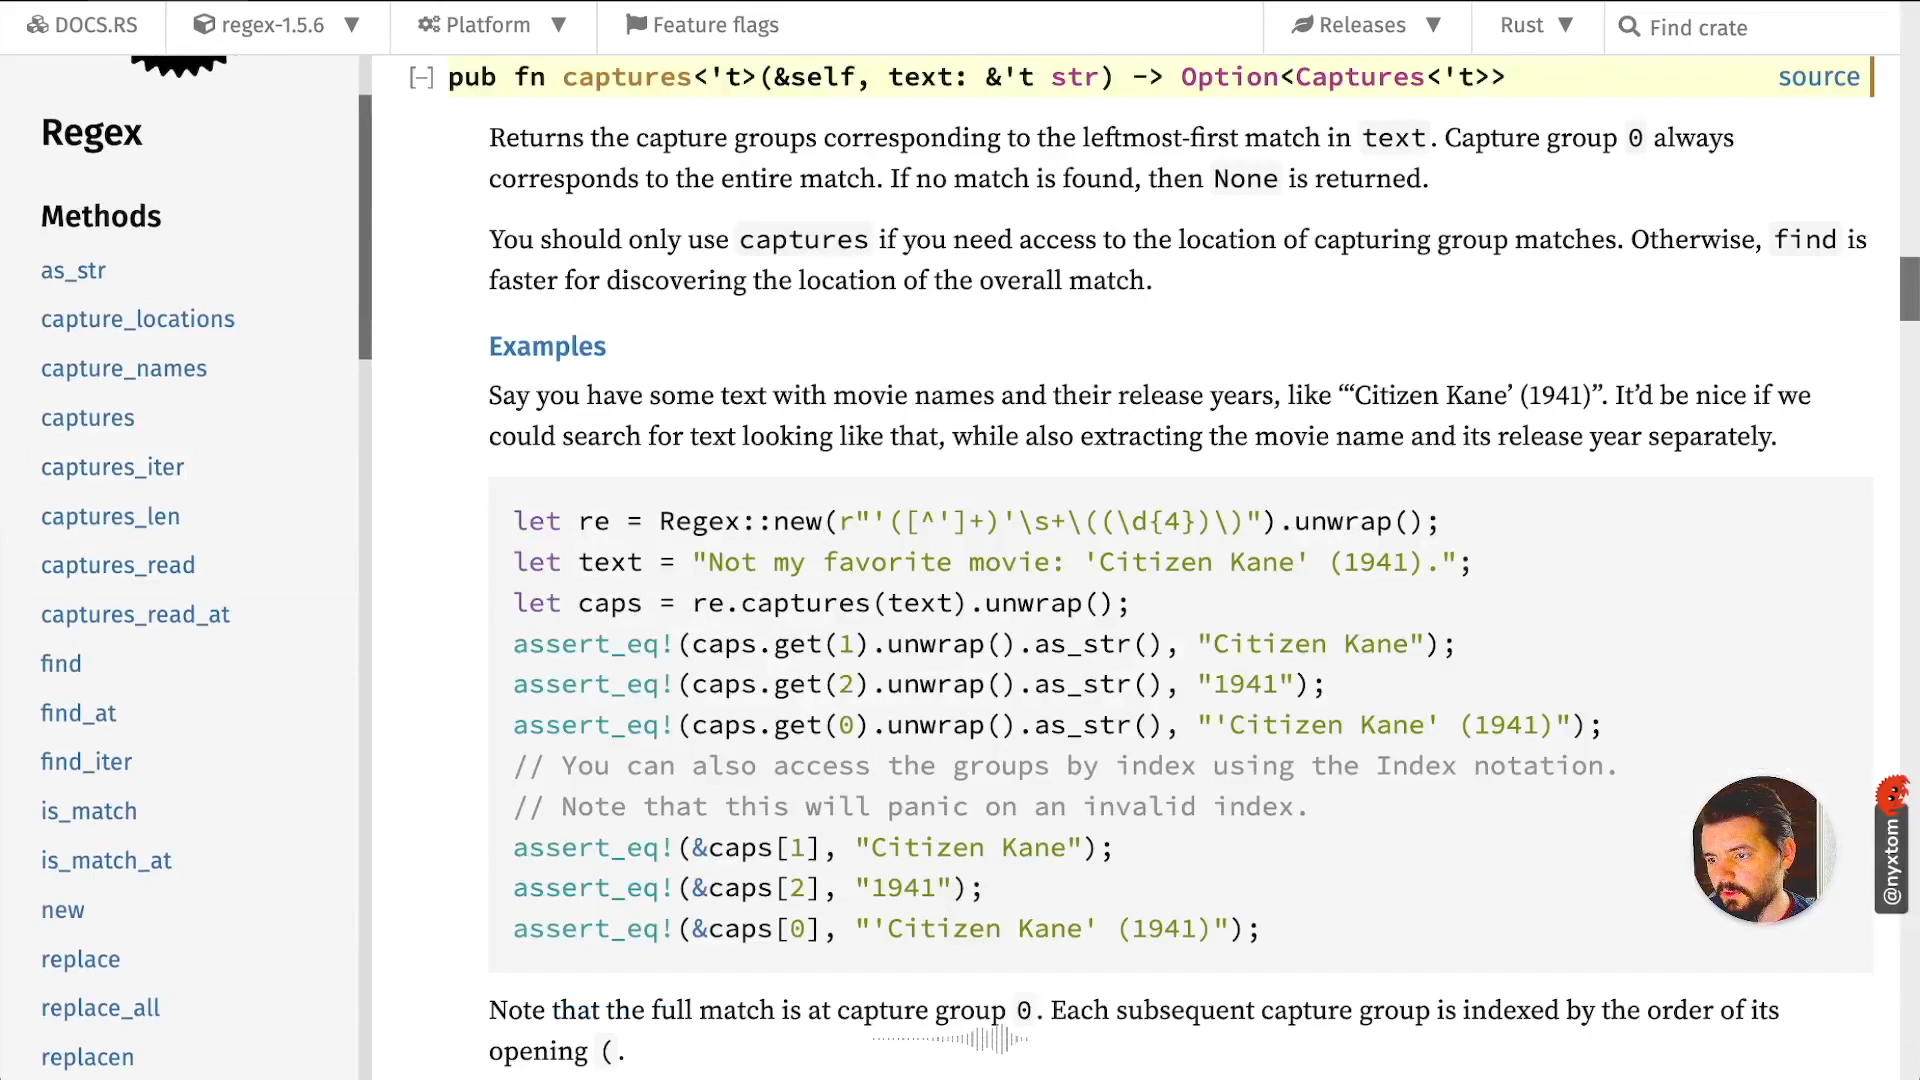 DOCS.RS
regex-1.5.6
Platform
Feature flags
Releases
Rust
Find crate
Regex
Methods
as_str
capture_locations
capture_names
captures
captures_iter
captures_len
captures_read
captures_read_at
find
find_at
find_iter
is_match
is_match_at
new
replace
replace_all
replacen
[−] pub fn captures<'t>(&self, text: &'t str) -> Option<Captures<'t>>
source
Returns the capture groups corresponding to the leftmost-first match in text. Capture group 0 always
corresponds to the entire match. If no match is found, then None is returned.
You should only use captures if you need access to the location of capturing group matches. Otherwise, find is
faster for discovering the location of the overall match.
Examples
Say you have some text with movie names and their release years, like “‘Citizen Kane’ (1941)”. It’d be nice if we
could search for text looking like that, while also extracting the movie name and its release year separately.
let re = Regex::new(r"'([^']+)'\s+\((\d{4})\)").unwrap();
let text = "Not my favorite movie: 'Citizen Kane' (1941).";
let caps = re.captures(text).unwrap();
assert_eq!(caps.get(1).unwrap().as_str(), "Citizen Kane");
assert_eq!(caps.get(2).unwrap().as_str(), "1941");
assert_eq!(caps.get(0).unwrap().as_str(), "'Citizen Kane' (1941)");
// You can also access the groups by index using the Index notation.
// Note that this will panic on an invalid index.
assert_eq!(&caps[1], "Citizen Kane");
assert_eq!(&caps[2], "1941");
assert_eq!(&caps[0], "'Citizen Kane' (1941)");
Note that the full match is at capture group 0. Each subsequent capture group is indexed by the order of its
opening (.
@nyxtom